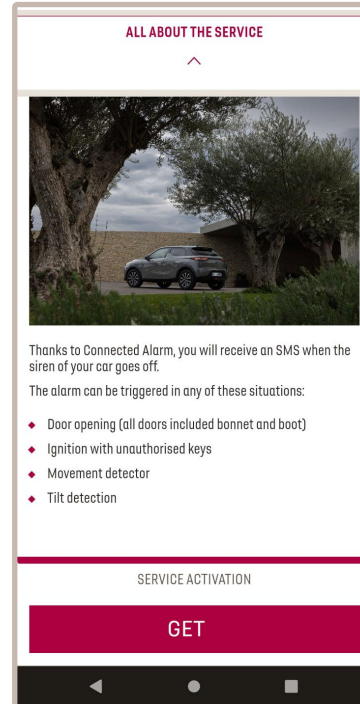 ALL ABOUT THE SERVICE
Thanks to Connected Alarm, you will receive an SMS when the
siren of your car goes off.
The alarm can be triggered in any of these situations:
Door opening (all doors included bonnet and boot)
Ignition with unauthorised keys
Movement detector
Tilt detection
SERVICE ACTIVATION
GET